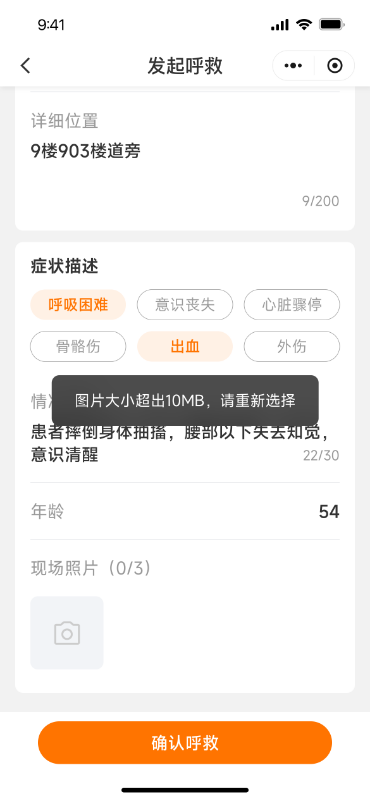 9:41
发起呼救
详细位置
9楼903楼道旁
9/200
症状描述
呼吸困难
意识丧失
心脏骤停
骨骼伤
出血
外伤
图片大小超出10MB，请重新选择
患者摔倒身体抽搐，腰部以下失去知觉，
意识清醒
22/30
年龄
54
现场照片（0/3）
确认呼救